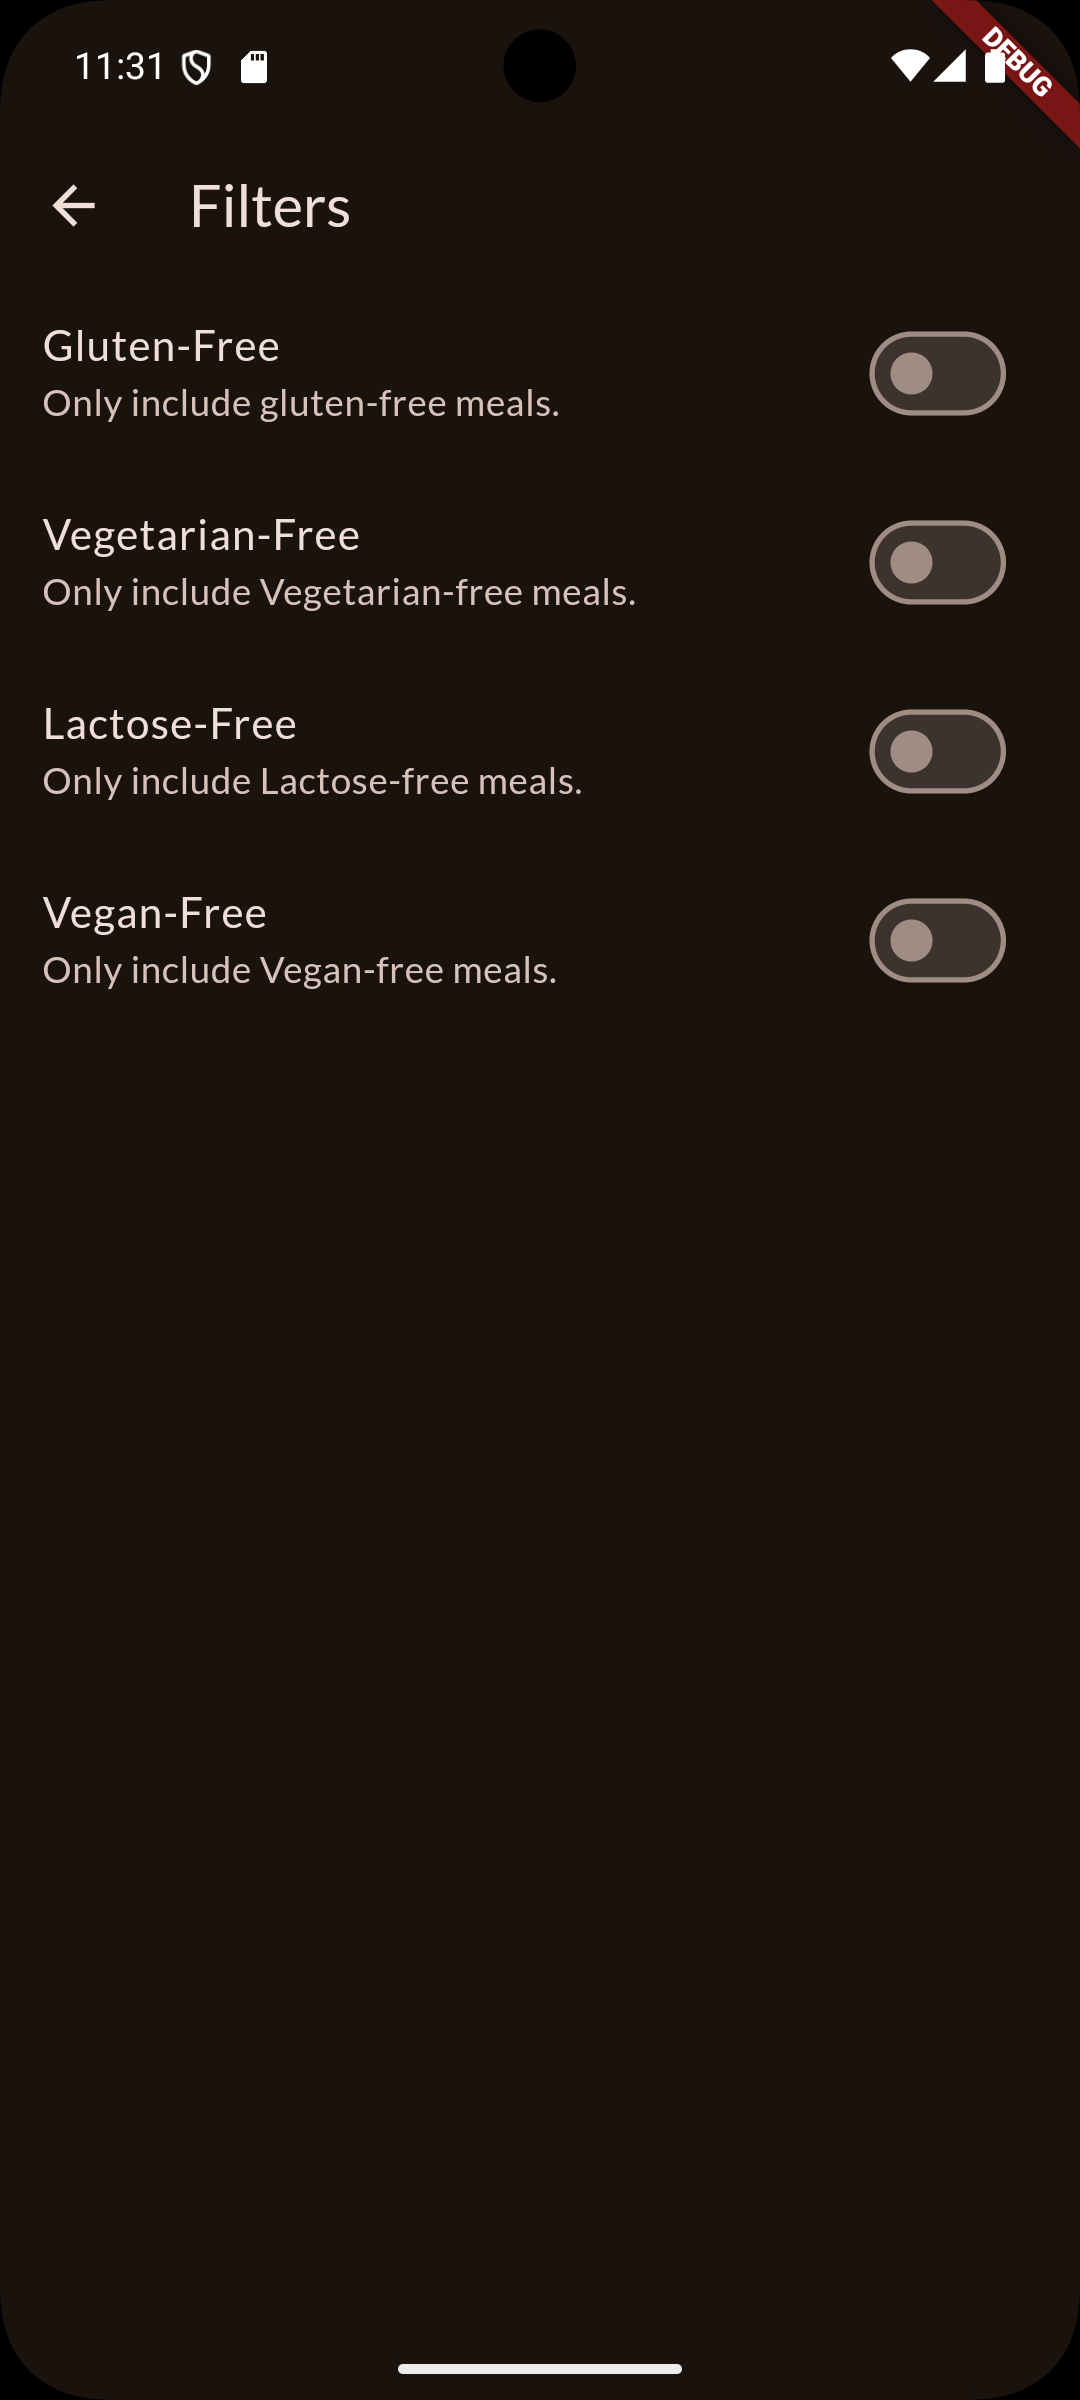 11:31
DEBUG
Filters
Gluten-Free
Only include gluten-free meals.
Vegetarian-Free
Only include Vegetarian-free meals.
Lactose-Free
Only include Lactose-free meals.
Vegan-Free
Only include Vegan-free meals.